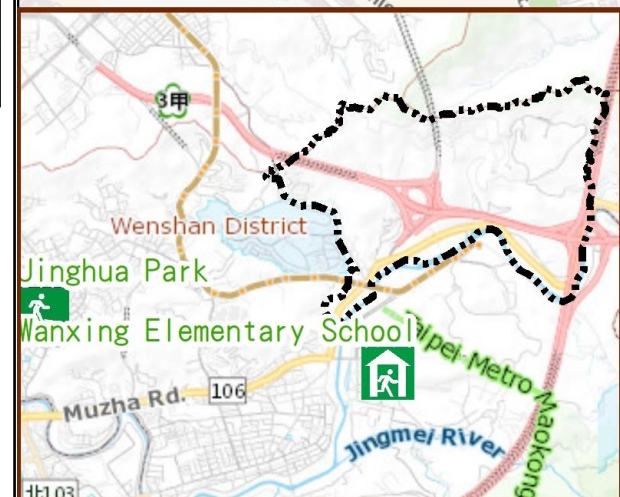 3甲
Wenshan District
Jinghua Park
Wanxing Elementary School
Taipei Metro Maokong
106
Muzha Rd.
Jingmei River
北103